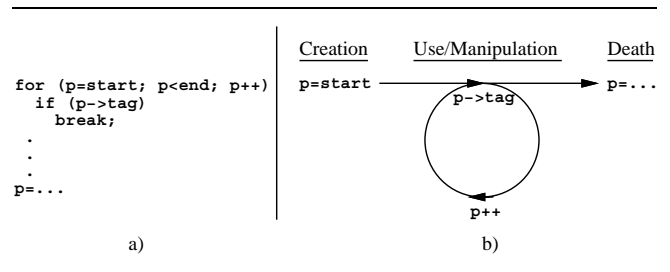 for (p=start; p<end; p++)
if (p->tag)
break;
.
.
.
p=...
a)
Creation Use/Manipulation Death
p=start p->tag p=...
p++
b)